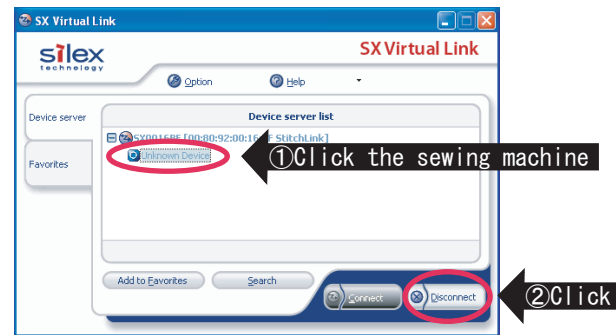 SX Virtual Link
silex
technology
SX Virtual Link
Option
Help
Device server
Device server list
Favorites
Unknown Device
①Click the sewing machine
Add to Favorites
Search
Connect
Disconnect
②Click